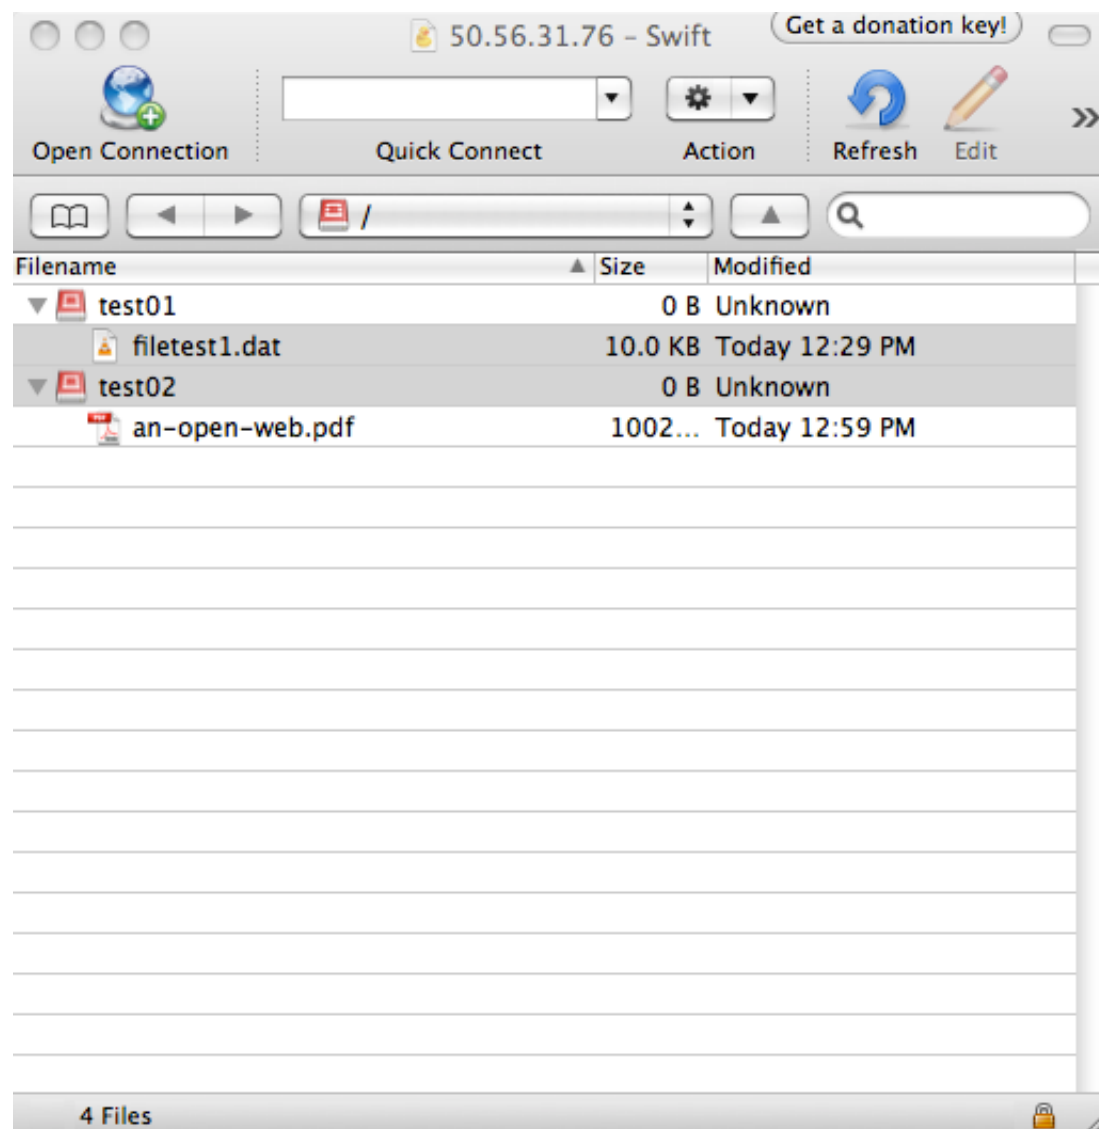 50.56.31.76 – Swift
Get a donation key!
Open Connection Quick Connect Action Refresh Edit
/
Filename Size Modified
test01 0 B Unknown
filetest1.dat 10.0 KB Today 12:29 PM
test02 0 B Unknown
an-open-web.pdf 1002... Today 12:59 PM
4 Files